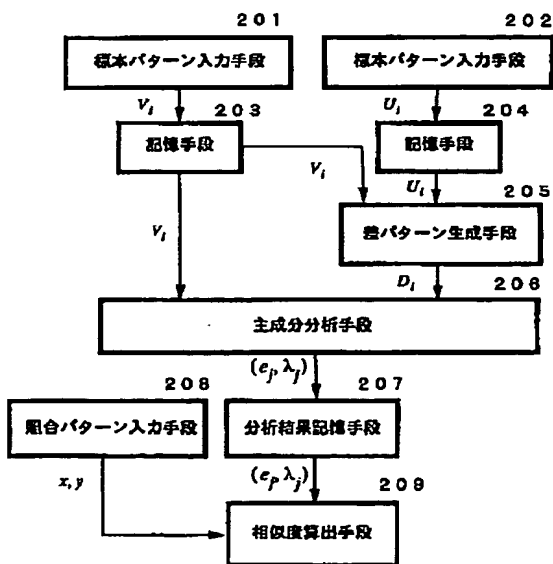 201
202
標本パターン入力手段
標本パターン入力手段
V_i
203
U_i
204
記憶手段
記憶手段
V_i
U_i
205
V_i
差パターン生成手段
D_i
206
主成分分析手段
(e_j, λ_j)
208
207
照合パターン入力手段
分析結果記憶手段
x, y
(e_j, λ_j)
209
相似度算出手段